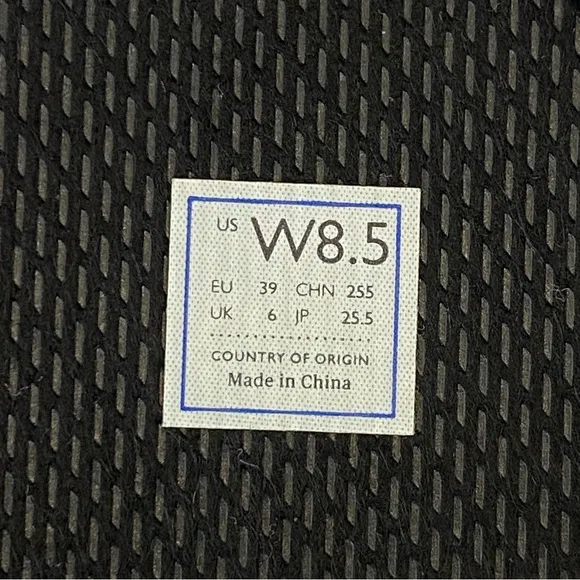 US W8.5
EU 39 CHN 255
UK 6 JP 25.5
COUNTRY OF ORIGIN
Made in China